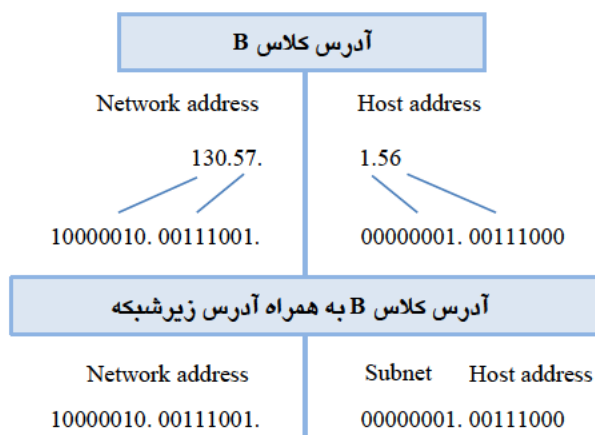 آدرس کلاس B
Network address Host address
130.57. 1.56
10000010. 00111001. 00000001. 00111000
آدرس کلاس B به همراه آدرس زیرشبکه
Network address Subnet Host address
10000010. 00111001. 00000001. 00111000